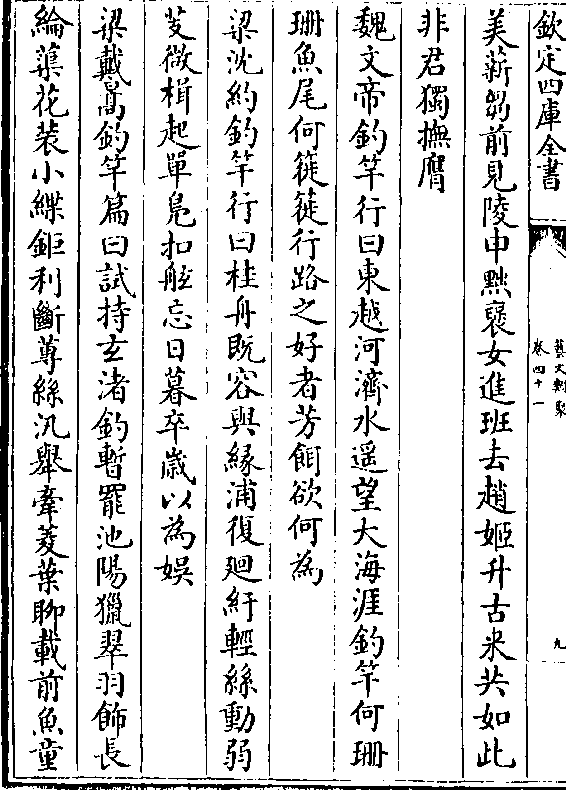 欽定四庫全書
藝文類聚
卷四十一
九
美薪芻前見陵申黜襃女進班去趙姬升古來共如此
非君獨撫膺
魏文帝釣竿行曰東越河濟水遥望大海涯釣竿何珊
珊魚尾何簁簁行路之好者芳餌欲何為
梁沈約釣竿行曰桂舟既容與緣浦復廻紆輕絲動弱
芰微楫起單鳧扣舷忘日暮卒歲以為娱
梁戴暠釣竿篇曰試持玄渚釣暫罷池陽獵翠羽飾長
綸蕖花裝小艓鉅利斷蓴絲汎舉牽菱葉聊載前魚童